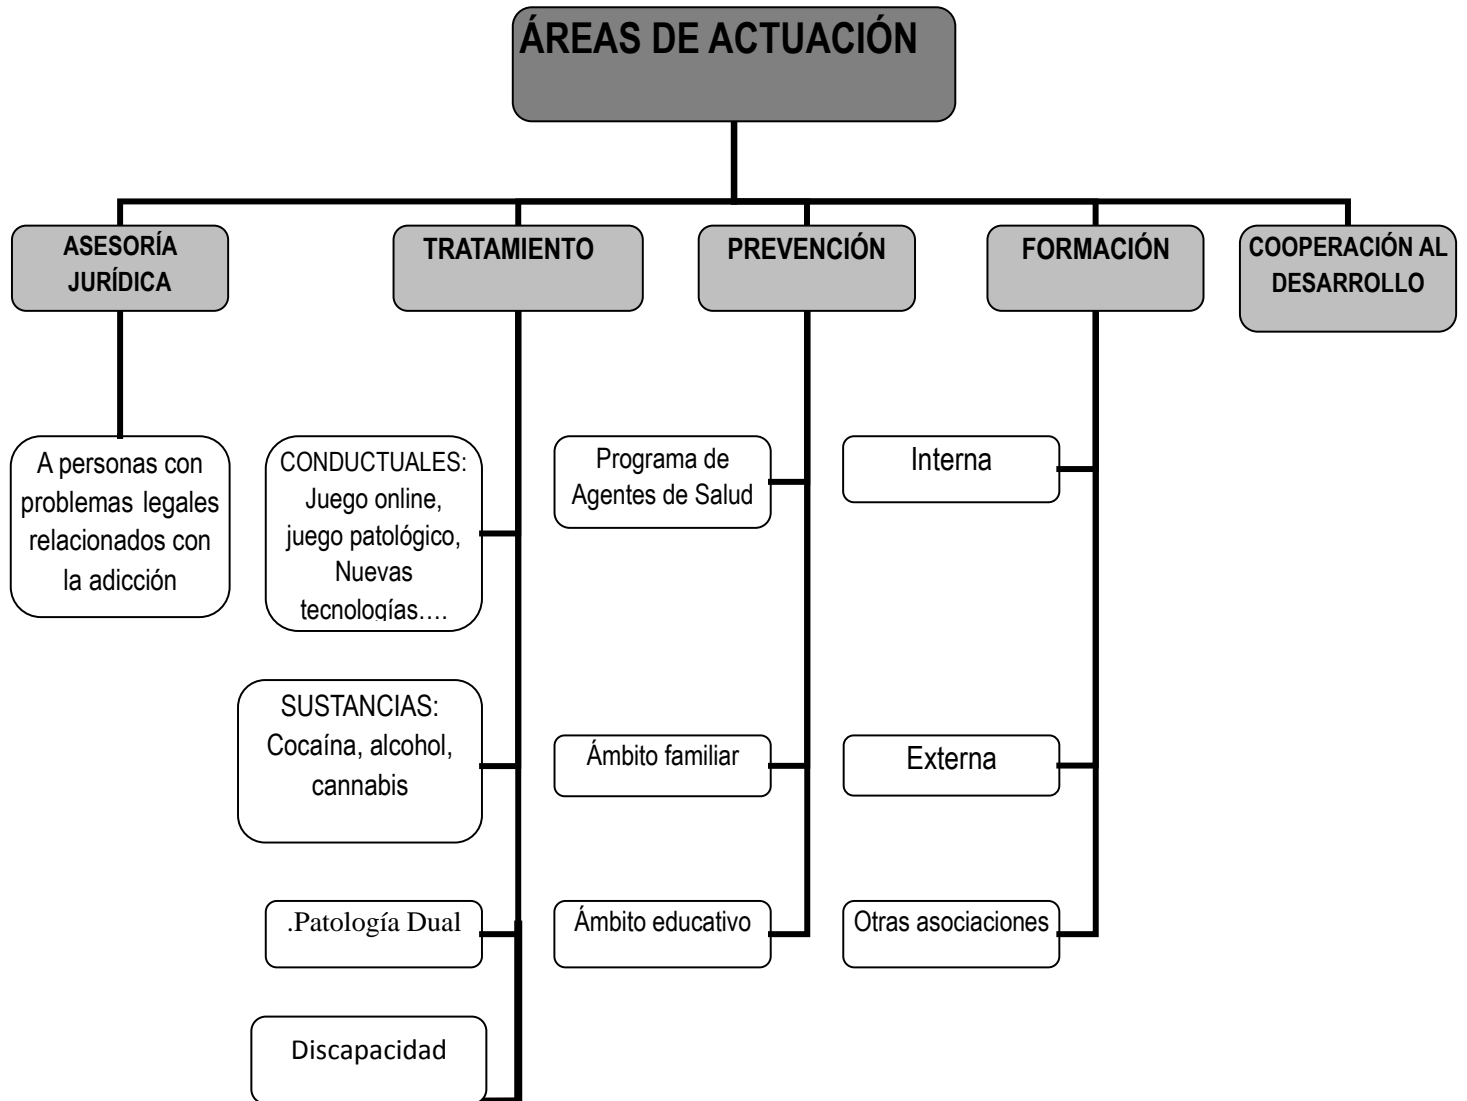 ÁREAS DE ACTUACIÓN
ASESORÍA
JURÍDICA
TRATAMIENTO
PREVENCIÓN
FORMACIÓN
COOPERACIÓN AL
DESARROLLO
A personas con
problemas legales
relacionados con
la adicción
CONDUCTUALES:
Juego online,
juego patológico,
Nuevas
tecnologías….
Programa de
Agentes de Salud
Interna
SUSTANCIAS:
Cocaína, alcohol,
cannabis
Ámbito familiar
Externa
.Patología Dual
Ámbito educativo
Otras asociaciones
Discapacidad